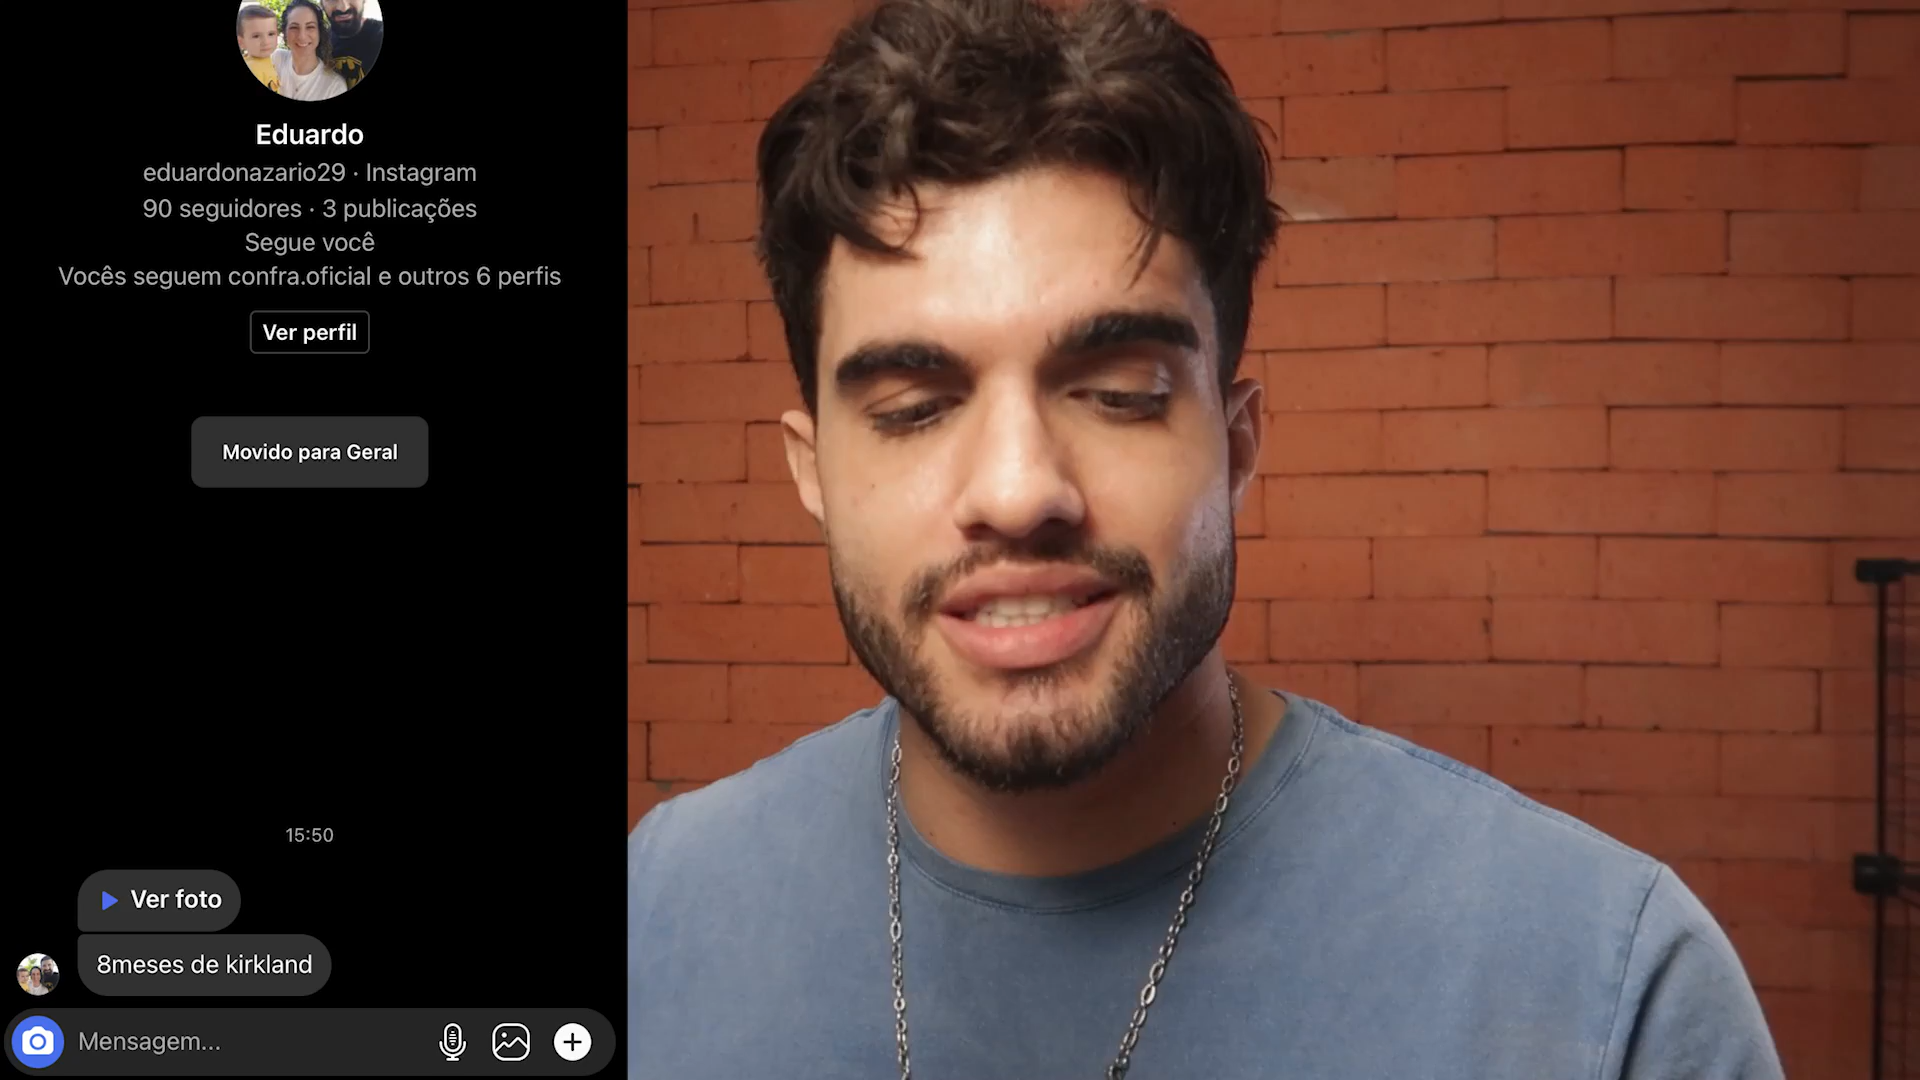 Eduardo
eduardonazario29 · Instagram
90 seguidores · 3 publicações
Segue você
Vocês seguem confra.oficial e outros 6 perfis
Ver perfil
Movido para Geral
15:50
Ver foto
8meses de kirkland
Mensagem...